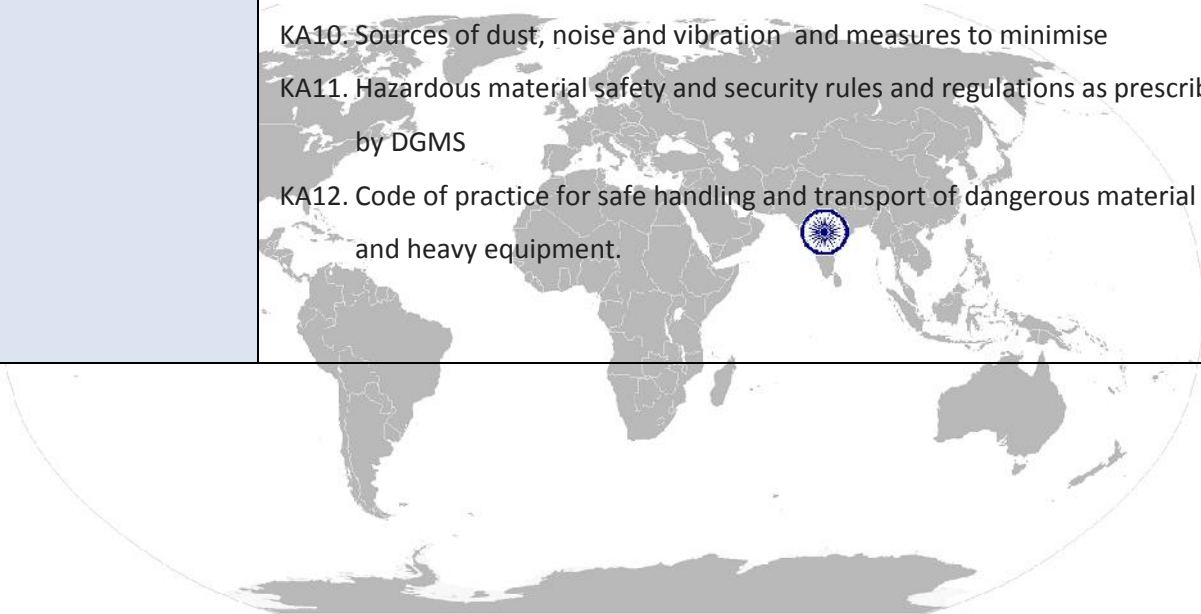 KA10. Sources of dust, noise and vibration and measures to minimise
KA11. Hazardous material safety and security rules and regulations as prescrib
by DGMS
KA12. Code of practice for safe handling and transport of dangerous material
and heavy equipment.